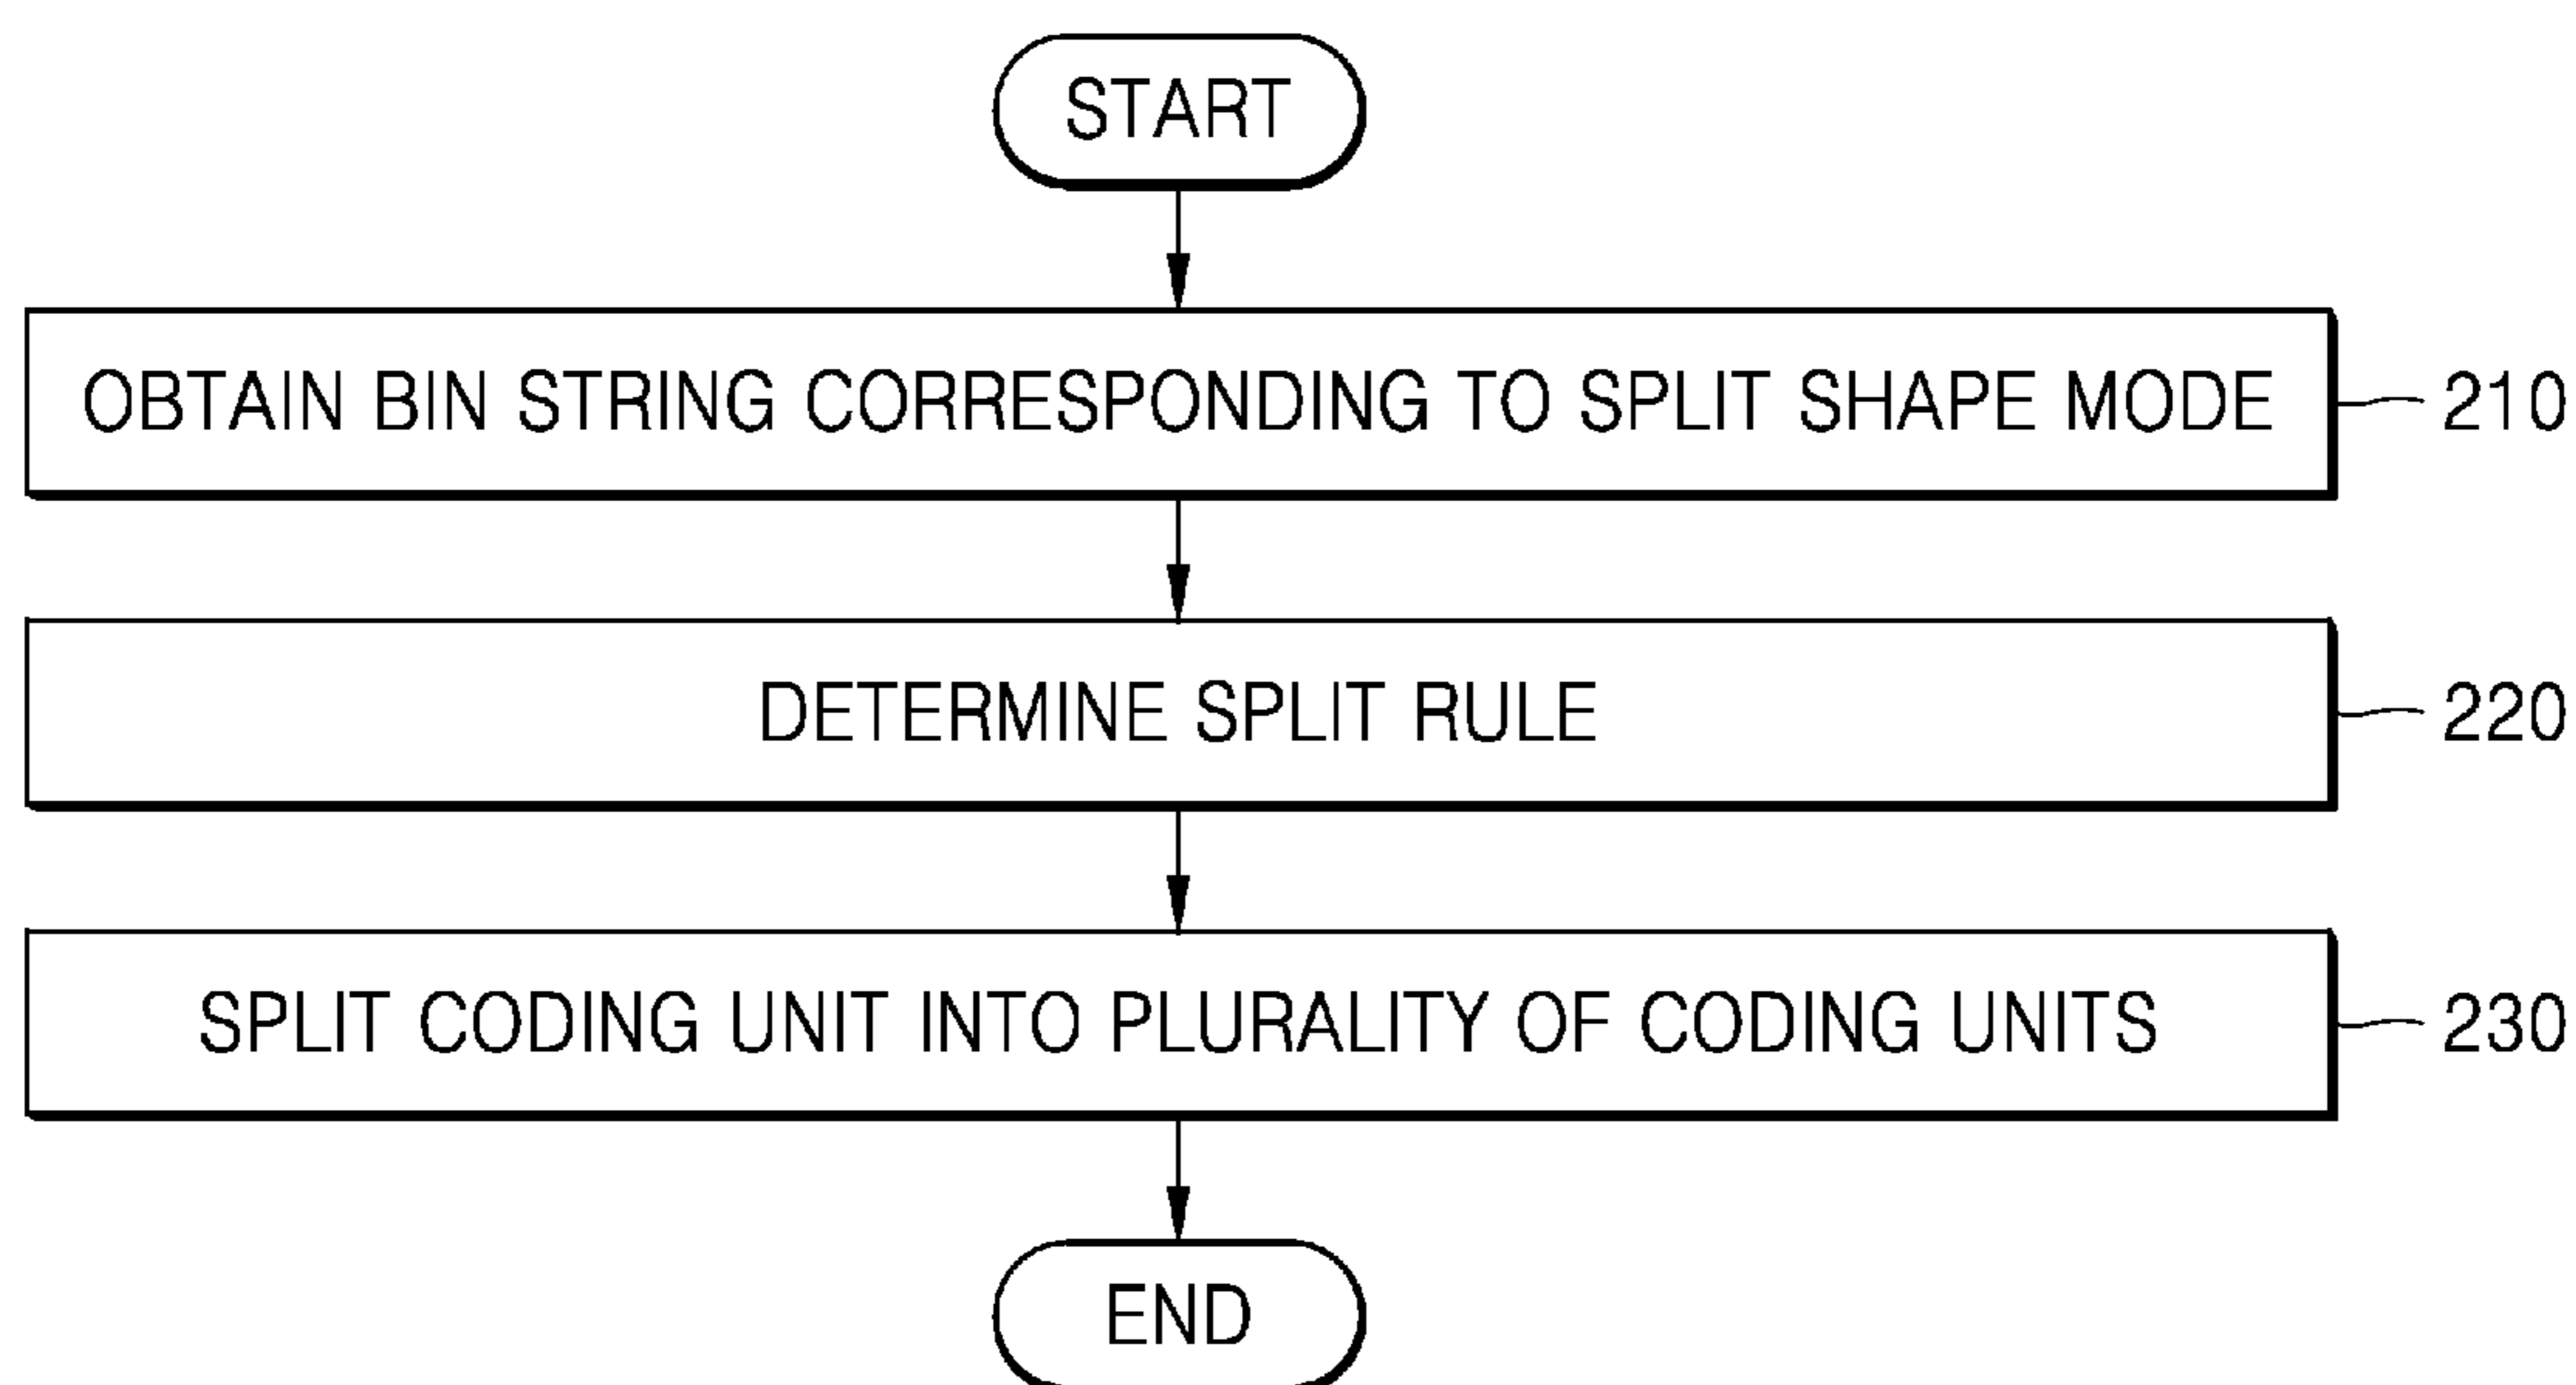 START
OBTAIN BIN STRING CORRESPONDING TO SPLIT SHAPE MODE 210
DETERMINE SPLIT RULE 220
SPLIT CODING UNIT INTO PLURALITY OF CODING UNITS 230
END